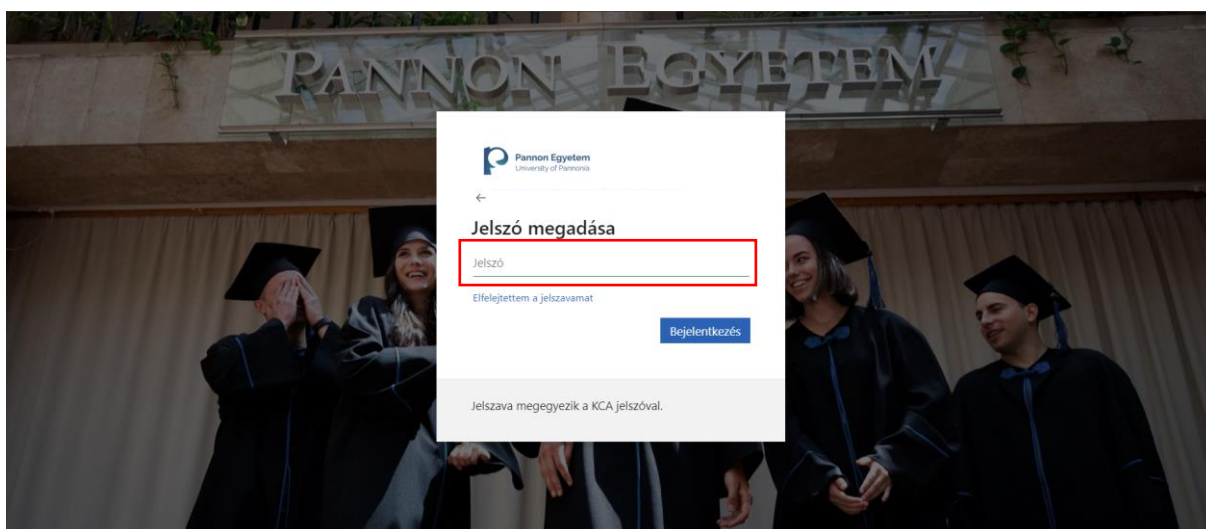 PANNON EGYETEM
Pannon Egyetem
University of Pannonia
←
Jelszó megadása
Jelszó
Elfelejtettem a jelszavamat
Bejelentkezés
Jelszava megegyezik a KCA jelszóval.